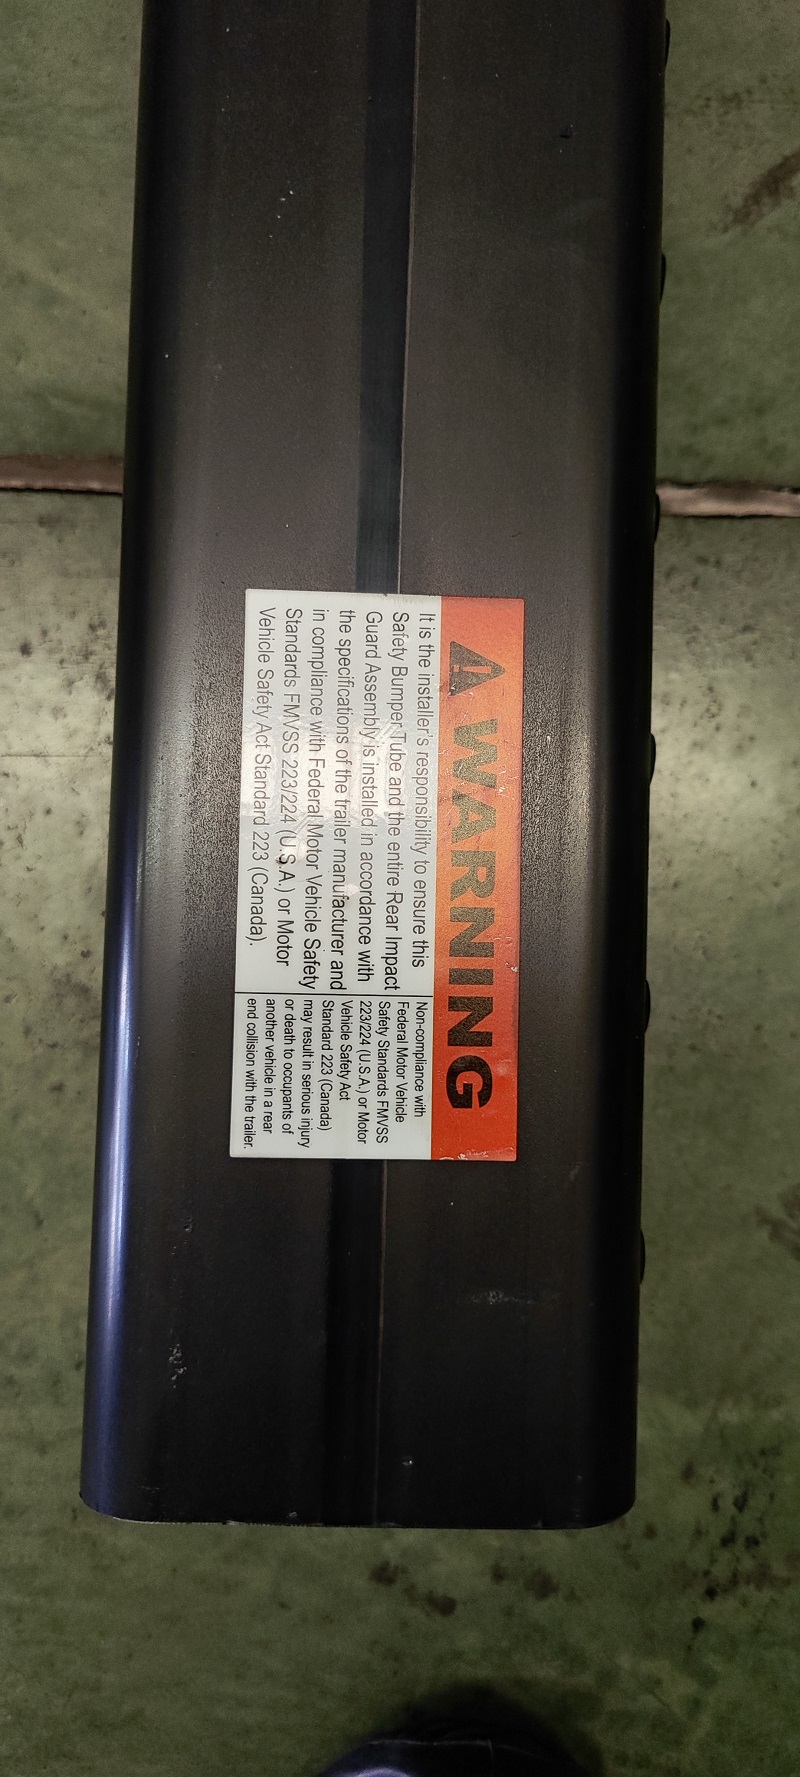 WARNING
It is the installer's responsibility to ensure this
Safety Bumper Tube and the entire Rear Impact
Guard Assembly is installed in accordance with
the specifications of the trailer manufacturer and
in compliance with Federal Motor Vehicle Safety
Standards FMVSS 223/224 (U.S.A.) or Motor
Vehicle Safety Act Standard 223 (Canada).
Non-compliance with
Federal Motor Vehicle
Safety Standards FMVSS
223/224 (U.S.A.) or Motor
Vehicle Safety Act
Standard 223 (Canada)
may result in serious injury
or death to occupants of
another vehicle in a rear
end collision with the trailer.